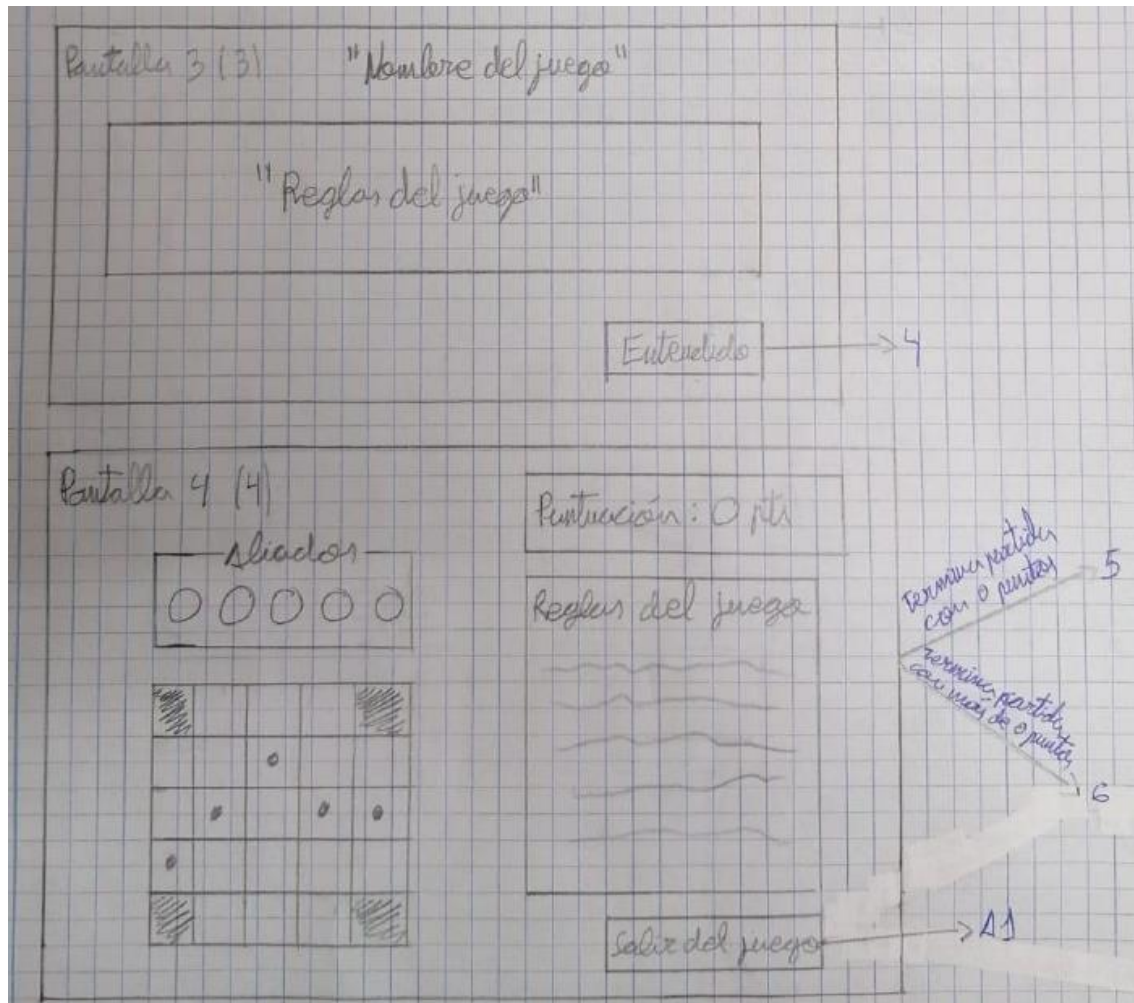 Pantalla 3 (3)
"Nombre del juego"
"Reglas del juego"
Entendido
4
Pantalla 4 (4)
Puntuación: 0 pts
Aliados
Reglas del juego
Termina partida
con 0 puntos
5
Termina partida
con más de 0 puntos
6
Salir del juego
A1